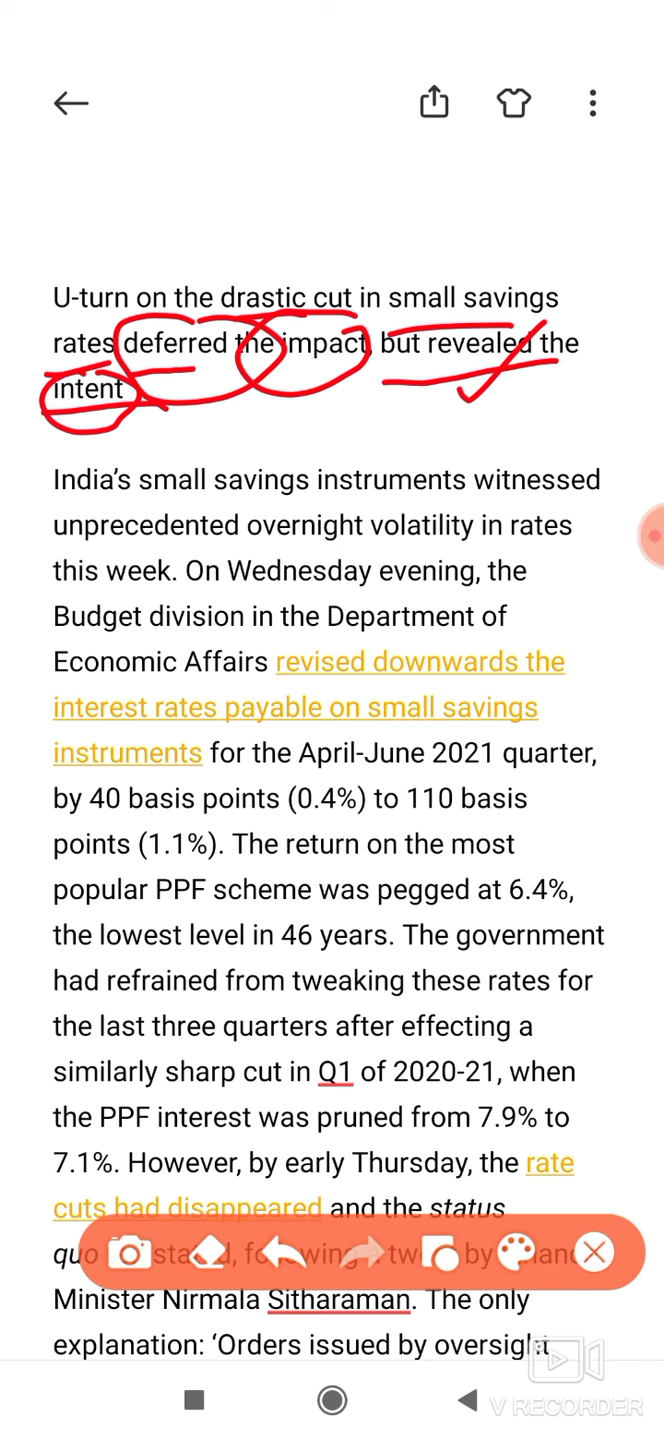 U-turn on the drastic cut in small savings
rates deferred the impact, but revealed the
intent
India's small savings instruments witnessed
unprecedented overnight volatility in rates
this week. On Wednesday evening, the
Budget division in the Department of
Economic Affairs revised downwards the
interest rates payable on small savings
instruments for the April-June 2021 quarter,
by 40 basis points (0.4%) to 110 basis
points (1.1%). The return on the most
popular PPF scheme was pegged at 6.4%,
the lowest level in 46 years. The government
had refrained from tweaking these rates for
the last three quarters after effecting a
similarly sharp cut in Q1 of 2020-21, when
the PPF interest was pruned from 7.9% to
7.1%. However, by early Thursday, the rate
cuts had disappeared and the status
quo following by
Minister Nirmala Sitharaman. The only
explanation: ‘Orders issued by oversight
V RECORDER